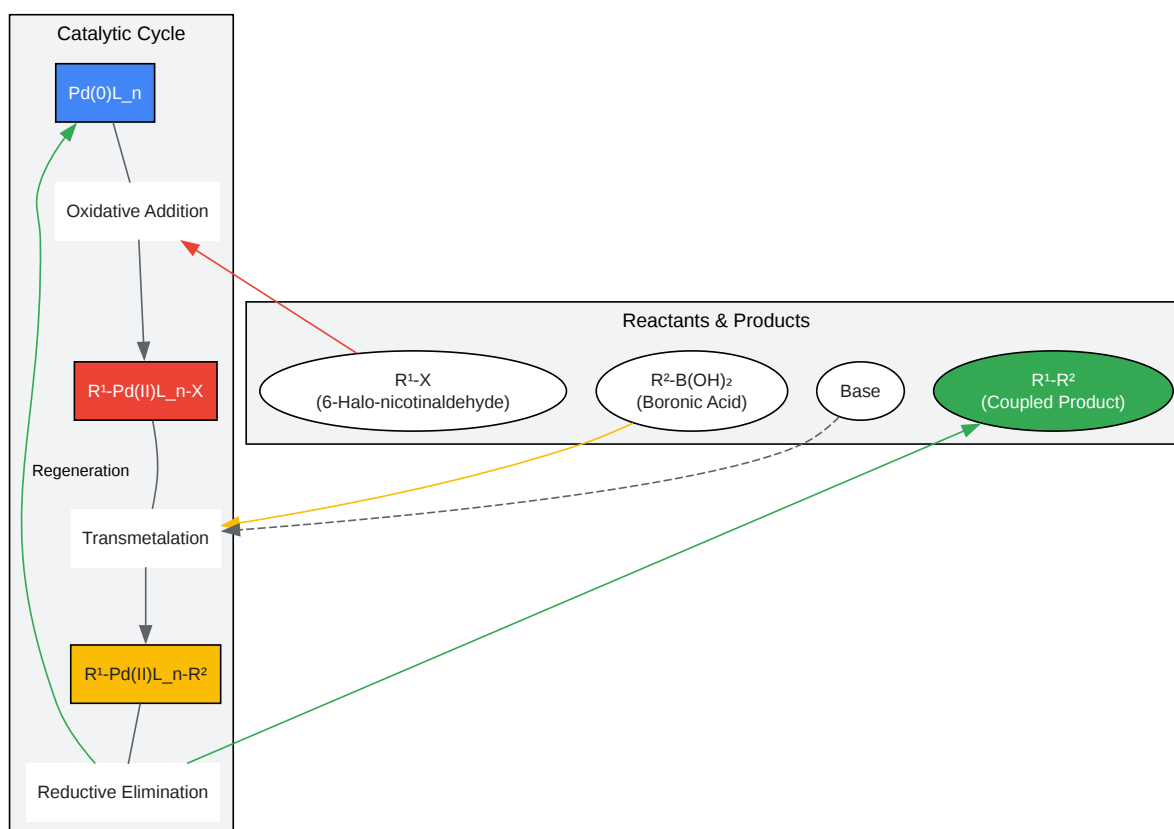 Catalytic Cycle
Pd(0)L_n
Oxidative Addition
R¹-Pd(II)L_n-X
Regeneration
Transmetalation
R¹-Pd(II)L_n-R²
Reductive Elimination
Reactants & Products
R¹-X
(6-Halo-nicotinaldehyde)
R²-B(OH)₂
(Boronic Acid)
Base
R¹-R²
(Coupled Product)